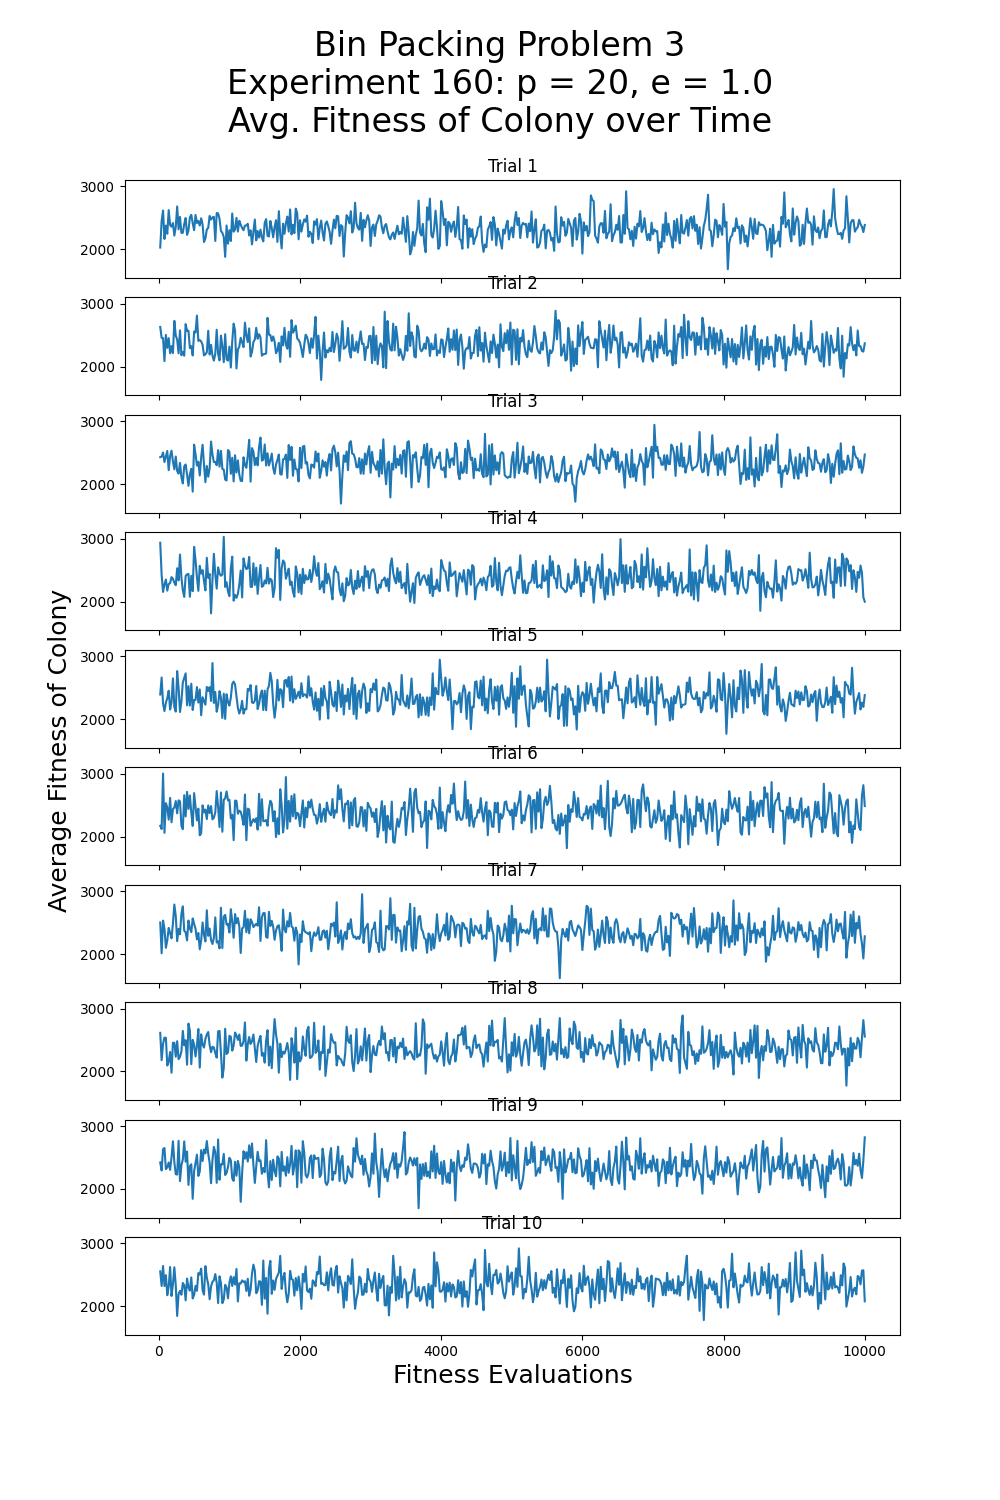 Bin Packing Problem 3
Experiment 160: p = 20, e = 1.0
Avg. Fitness of Colony over Time
Trial 1
3000
2000
Trial 2
3000
2000
Trial 3
3000
2000
Trial 4
3000
2000
Trial 5
3000
2000
Trial 6
3000
2000
Trial 7
3000
2000
Trial 8
3000
2000
Trial 9
3000
2000
Trial 10
3000
2000
Average Fitness of Colony
0 2000 4000 6000 8000 10000
Fitness Evaluations